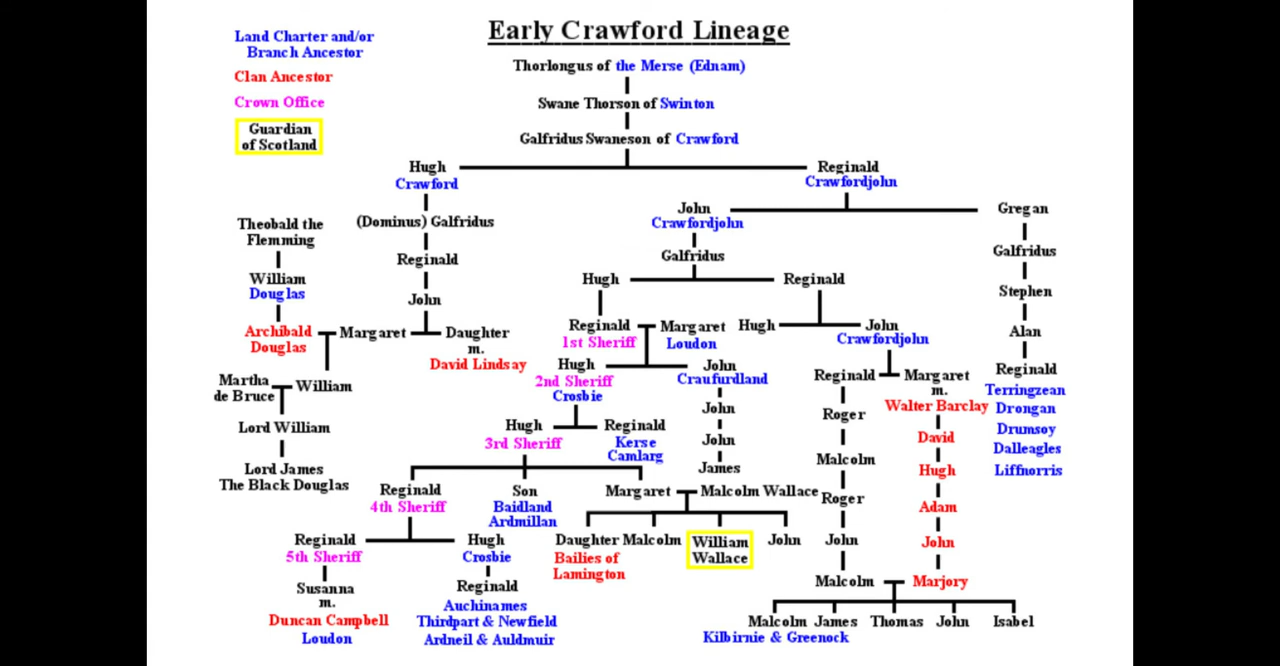 Early Crawford Lineage
Land Charter and/or
Branch Ancestor
Clan Ancestor
Crown Office
Guardian
of Scotland
Thorlongus of the Merse (Ednam)
Swane Thorson of Swinton
Galfridus Swaneson of Crawford
Hugh
Crawford
Reginald
Crawfordjohn
Theobald the
Flemming
(Dominus) Galfridus
John
Crawfordjohn
Gregan
Reginald
Galfridus
Galfridus
William
Douglas
John
Hugh
Reginald
Stephen
Archibald
Douglas
Margaret
Daughter
m.
David Lindsay
Reginald
1st Sheriff
Margaret
Loudon
Hugh
John
Crawfordjohn
Alan
Martha
de Bruce
William
Hugh
2nd Sheriff
Crosbie
John
Craufurdland
Reginald
Margaret
m.
Walter Barclay
Reginald
Terringzean
Drongan
Drumsoy
Dalleagles
Liffnorris
Lord William
Hugh
3rd Sheriff
Reginald
Kerse
Camlarg
John
John
James
Roger
David
Lord James
The Black Douglas
Malcolm
Hugh
Reginald
4th Sheriff
Son
Baidland
Ardmillan
Margaret
Malcolm Wallace
Roger
Adam
Reginald
5th Sheriff
Hugh
Crosbie
Daughter
Bailies of
Lamington
Malcolm
William
Wallace
John
John
John
Susanna
m.
Duncan Campbell
Loudon
Reginald
Auchinames
Thirdpart & Newfield
Ardneil & Auldmuir
Malcolm
Marjory
Malcolm
James
Thomas
John
Isabel
Kilbirnie & Greenock